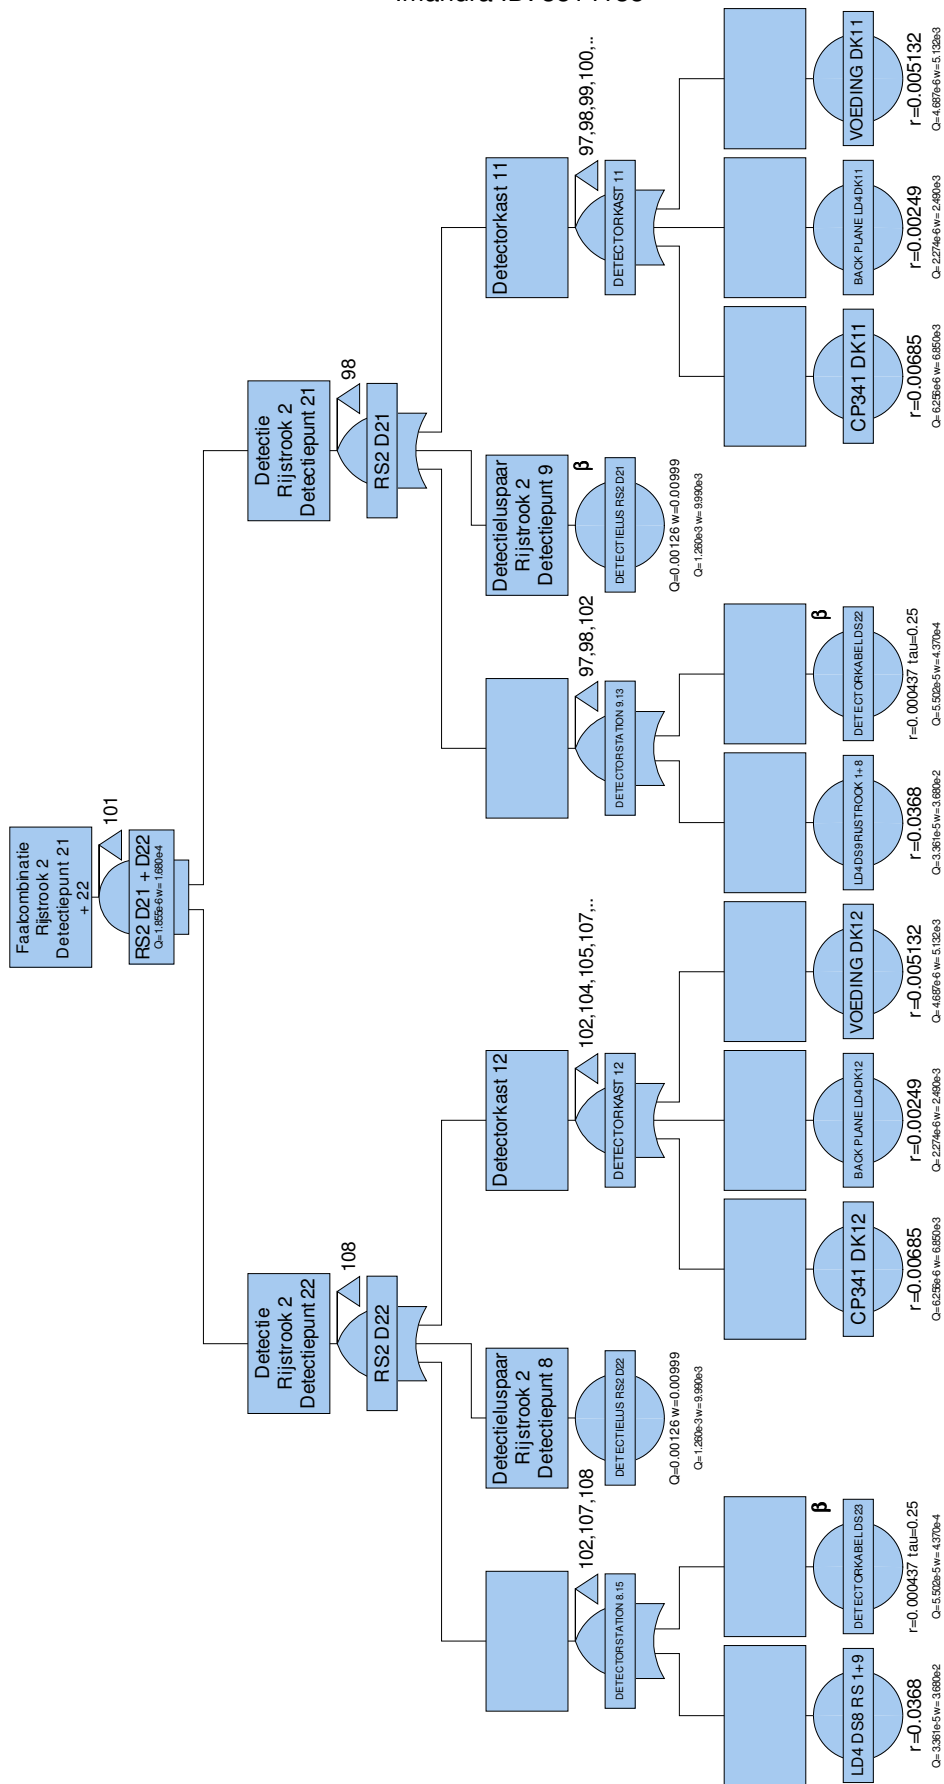 Faalcombinatie
Rijstrook 2
Detectiepunt 21
+ 22
101
RS2 D21 + D22
Q=1.855e-6 w=1.680e-4
Detectie
Rijstrook 2
Detectiepunt 22
108
RS2 D22
Detectie
Rijstrook 2
Detectiepunt 21
98
RS2 D21
102,107,108
DETECTORSTATION 8.15
Detectieluspaar
Rijstrook 2
Detectiepunt 8
DETECTIELUS RS2 D22
Q=0.00126 w=0.00999
Q=1.260e-3 w=9.990e-3
Detectorkast 12
102,104,105,107,..
DETECTORKAST 12
97,98,102
DETECTORSTATION 9.13
Detectieluspaar
Rijstrook 2
Detectiepunt 9
β
DETECTIELUS RS2 D21
Q=0.00126 w=0.00999
Q=1.260e-3 w=9.990e-3
Detectorkast 11
97,98,99,100,..
DETECTORKAST 11
LD4 DS8 RS 1+9
r=0.0368
Q=3.361e-5 w=3.680e-2
β
DETECTORKABEL DS23
r=0.000437 tau=0.25
Q=5.502e-5 w=4.370e-4
CP341 DK12
r=0.00685
Q=6.256e-6 w=6.850e-3
BACK PLANE LD4 DK12
r=0.00249
Q=2.274e-6 w=2.490e-3
VOEDING DK12
r=0.005132
Q=4.687e-6 w=5.132e-3
LD4 DS9 RIJSTROOK 1+8
r=0.0368
Q=3.361e-5 w=3.680e-2
β
DETECTORKABEL DS22
r=0.000437 tau=0.25
Q=5.502e-5 w=4.370e-4
CP341 DK11
r=0.00685
Q=6.256e-6 w=6.850e-3
BACK PLANE LD4 DK11
r=0.00249
Q=2.274e-6 w=2.490e-3
VOEDING DK11
r=0.005132
Q=4.687e-6 w=5.132e-3